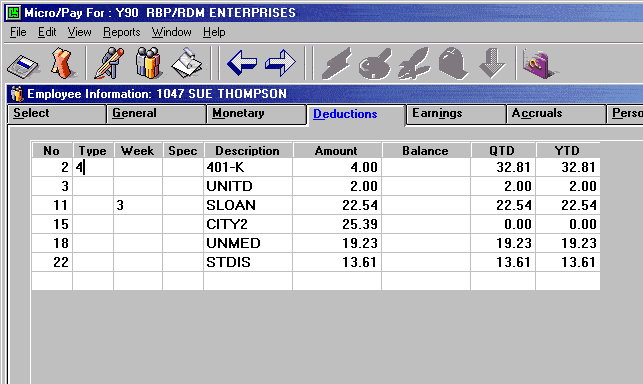 Micro/Pay For : Y90 RBP/RDM ENTERPRISES
File Edit View Reports Window Help
Employee Information: 1047 SUE THOMPSON
Select General Monetary Deductions Earnings Accruals Perso
No Type Week Spec Description Amount Balance QTD YTD
2 4 401-K 4.00 32.81 32.81
3 UNITD 2.00 2.00 2.00
11 3 SLOAN 22.54 22.54 22.54
15 CITY2 25.39 0.00 0.00
18 UNMED 19.23 19.23 19.23
22 STDIS 13.61 13.61 13.61